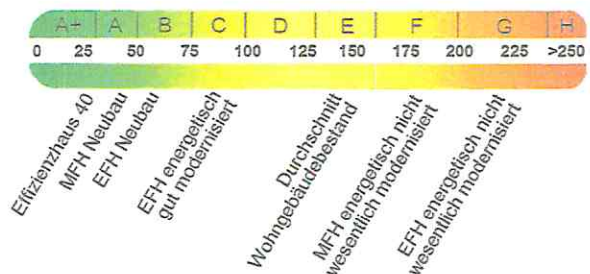 A+ A B C D E F G H
0 25 50 75 100 125 150 175 200 225 >250
Effizienzhaus 40
MFH Neubau
EFH Neubau
EFH energetisch
gut modernisiert
Durchschnitt
Wohngebäudebestand
MFH energetisch nicht
wesentlich modernisiert
EFH energetisch nicht
wesentlich modernisiert